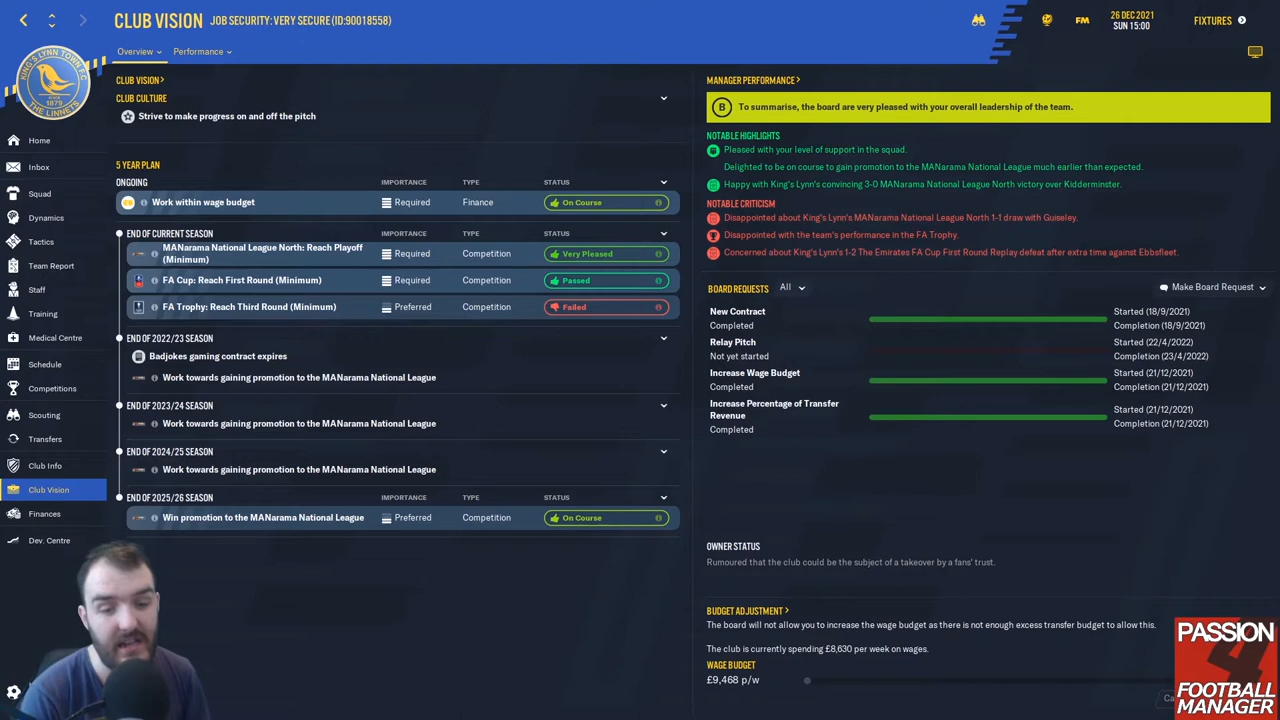 CLUB VISION JOB SECURITY: VERY SECURE (ID:90018558)
FM
26 DEC 2021
SUN 15:00
FIXTURES
Overview
Performance
KING'S LYNN TOWN F.C.
1879
THE LINNETS
Home
Inbox
Squad
Dynamics
Tactics
Team Report
Staff
Training
Medical Centre
Schedule
Competitions
Scouting
Transfers
Club Info
Club Vision
Finances
Dev. Centre
CLUB VISION
CLUB CULTURE
Strive to make progress on and off the pitch
5 YEAR PLAN
ONGOING IMPORTANCE TYPE STATUS
Work within wage budget Required Finance On Course
END OF CURRENT SEASON IMPORTANCE TYPE STATUS
MANarama National League North: Reach Playoff
(Minimum) Required Competition Very Pleased
FA Cup: Reach First Round (Minimum) Required Competition Passed
FA Trophy: Reach Third Round (Minimum) Preferred Competition Failed
END OF 2022/23 SEASON
Badjokes gaming contract expires
Work towards gaining promotion to the MANarama National League
END OF 2023/24 SEASON
Work towards gaining promotion to the MANarama National League
END OF 2024/25 SEASON
Work towards gaining promotion to the MANarama National League
END OF 2025/26 SEASON IMPORTANCE TYPE STATUS
Win promotion to the MANarama National League Preferred Competition On Course
MANAGER PERFORMANCE
B To summarise, the board are very pleased with your overall leadership of the team.
NOTABLE HIGHLIGHTS
Pleased with your level of support in the squad.
Delighted to be on course to gain promotion to the MANarama National League much earlier than expected.
Happy with King's Lynn's convincing 3-0 MANarama National League North victory over Kidderminster.
NOTABLE CRITICISM
Disappointed about King's Lynn's MANarama National League North 1-1 draw with Guiseley.
Disappointed with the team's performance in the FA Trophy.
Concerned about King's Lynn's 1-2 The Emirates FA Cup First Round Replay defeat after extra time against Ebbsfleet.
BOARD REQUESTS All Make Board Request
New Contract Started (18/9/2021)
Completed Completion (18/9/2021)
Relay Pitch Started (22/4/2022)
Not yet started Completion (23/4/2022)
Increase Wage Budget Started (21/12/2021)
Completed Completion (21/12/2021)
Increase Percentage of Transfer
Revenue Started (21/12/2021)
Completed Completion (21/12/2021)
OWNER STATUS
Rumoured that the club could be the subject of a takeover by a fans' trust.
BUDGET ADJUSTMENT
The board will not allow you to increase the wage budget as there is not enough excess transfer budget to allow this.
The club is currently spending £8,630 per week on wages.
WAGE BUDGET
£9,468 p/w
PASSION
4
FOOTBALL
MANAGER